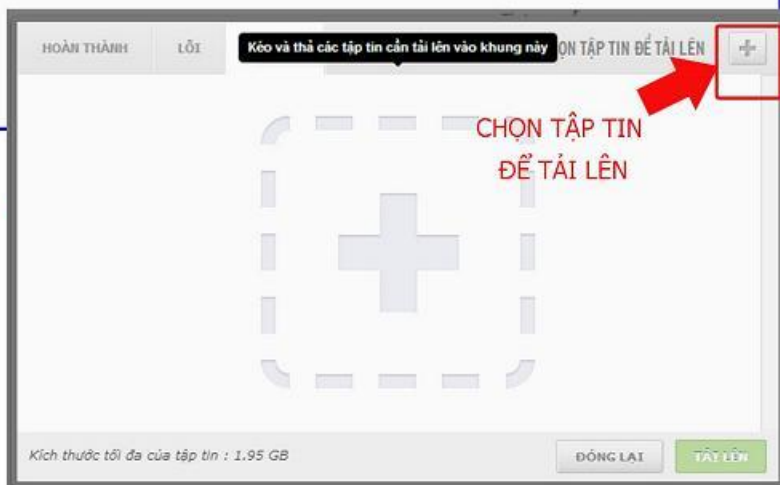 HOÀN THÀNH LỖI Kéo và thả các tập tin cần tải lên vào khung này ỌN TẬP TIN ĐỂ TẢI LÊN
CHỌN TẬP TIN
ĐỂ TẢI LÊN
Kích thước tối đa của tập tin : 1.95 GB ĐÓNG LẠI TẢI LÊN